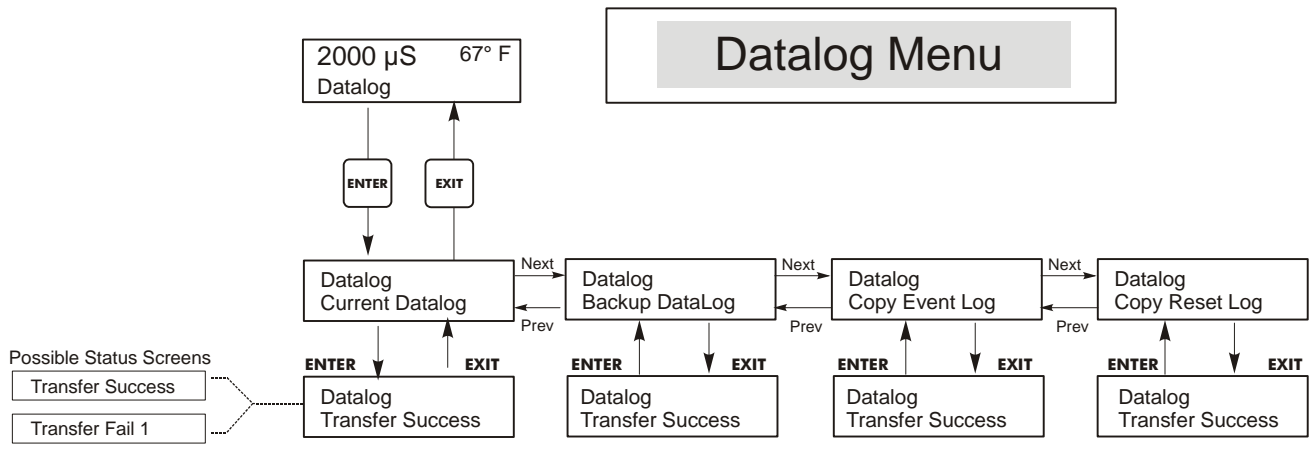 Datalog Menu
2000 µS 67° F
Datalog
ENTER
EXIT
Datalog
Current Datalog
Next
Prev
Datalog
Backup DataLog
Next
Prev
Datalog
Copy Event Log
Next
Prev
Datalog
Copy Reset Log
Possible Status Screens
Transfer Success
Transfer Fail 1
ENTER
EXIT
Datalog
Transfer Success
ENTER
EXIT
Datalog
Transfer Success
ENTER
EXIT
Datalog
Transfer Success
ENTER
EXIT
Datalog
Transfer Success